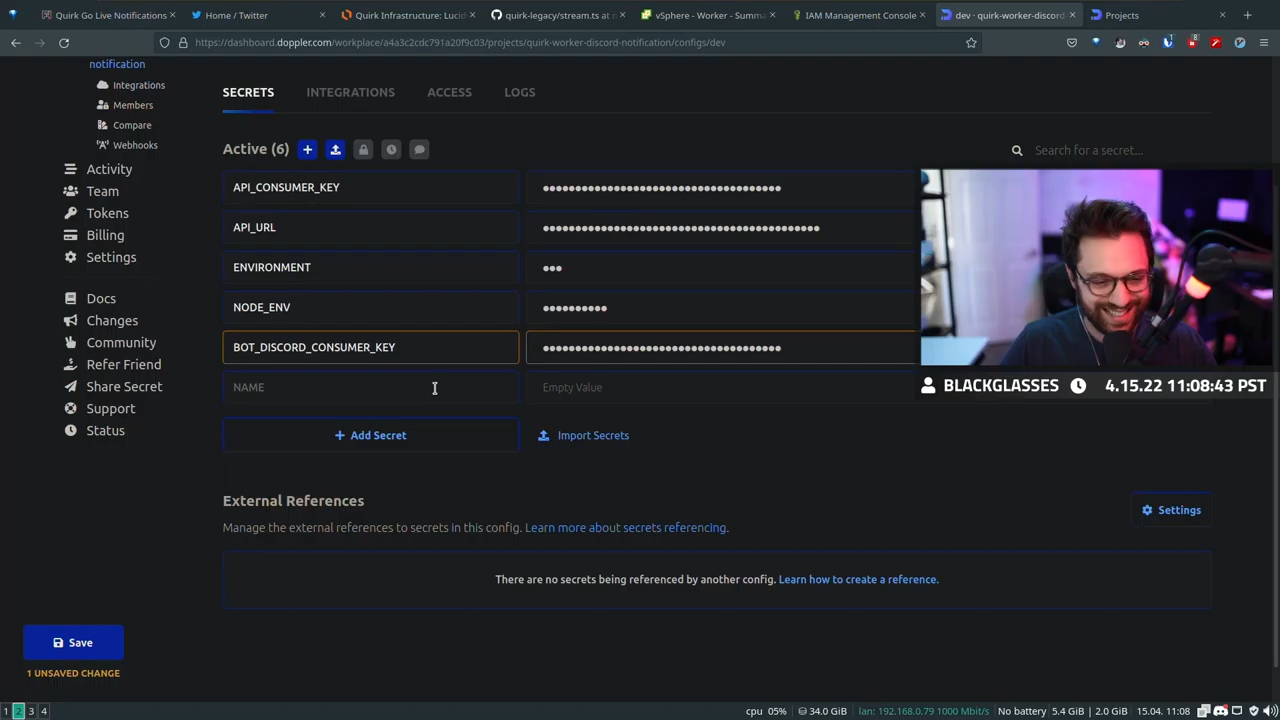 Quirk Go Live Notifications
Home / Twitter
Quirk Infrastructure: Lucid
quirk-legacy/stream.ts at n
vSphere - Worker - Summa
IAM Management Console
dev · quirk-worker-discord
Projects
https://dashboard.doppler.com/workplace/a4a3c2cdc791a20f9c03/projects/quirk-worker-discord-notification/configs/dev
notification
Integrations
Members
Compare
Webhooks
Activity
Team
Tokens
Billing
Settings
Docs
Changes
Community
Refer Friend
Share Secret
Support
Status
Save
1 UNSAVED CHANGE
SECRETS
INTEGRATIONS
ACCESS
LOGS
Active (6)
Search for a secret...
API_CONSUMER_KEY
API_URL
ENVIRONMENT
NODE_ENV
BOT_DISCORD_CONSUMER_KEY
NAME
Empty Value
+ Add Secret
Import Secrets
BLACKGLASSES 4.15.22 11:08:43 PST
External References
Settings
Manage the external references to secrets in this config. Learn more about secrets referencing.
There are no secrets being referenced by another config. Learn how to create a reference.
1 2 3 4
cpu 05% 34.0 GiB lan: 192.168.0.79 1000 Mbit/s No battery 5.4 GiB | 2.0 GiB 15.04. 11:08